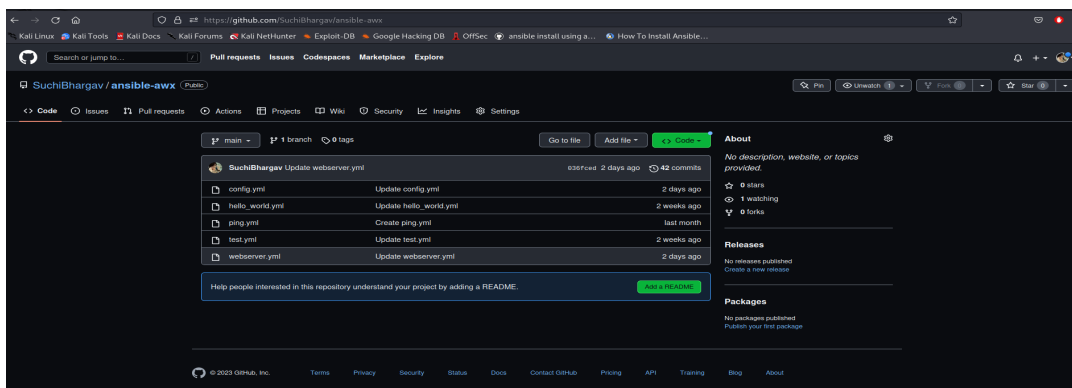 https://github.com/SuchiBhargav/ansible-awx
Kali Linux Kali Tools Kali Docs Kali Forums Kali NetHunter Exploit-DB Google Hacking DB OffSec ansible install using a... How To Install Ansible...
Search or jump to... / Pull requests Issues Codespaces Marketplace Explore
SuchiBhargav / ansible-awx Public Pin Unwatch 1 Fork 0 Star 0
<> Code Issues Pull requests Actions Projects Wiki Security Insights Settings
main 1 branch 0 tags Go to file Add file <> Code About
No description, website, or topics
provided.
SuchiBhargav Update webserver.yml 036fced 2 days ago 42 commits
config.yml Update config.yml 2 days ago
0 stars
hello_world.yml Update hello_world.yml 2 weeks ago
1 watching
ping.yml Create ping.yml last month
0 forks
test.yml Update test.yml 2 weeks ago
Releases
webserver.yml Update webserver.yml 2 days ago
No releases published
Create a new release
Help people interested in this repository understand your project by adding a README. Add a README
Packages
No packages published
Publish your first package
© 2023 GitHub, Inc. Terms Privacy Security Status Docs Contact GitHub Pricing API Training Blog About